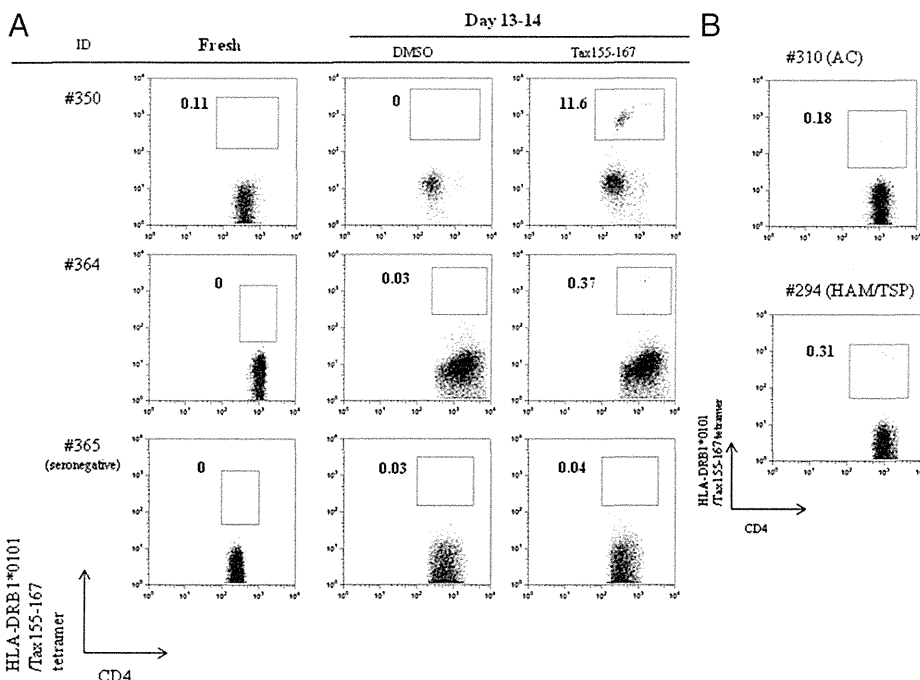 A
B
Day 13-14
ID
Fresh
DMSO
Tax155-167
#350
0.11
0
11.6
#364
0
0.03
0.37
#365
(seronegative)
0
0.03
0.04
HLA-DRB1*0101
/Tax155-167
tetramer
CD4
#310 (AC)
0.18
#294 (HAM/TSP)
0.31
HLA-DRB1*0101
/Tax155-167 tetramer
CD4